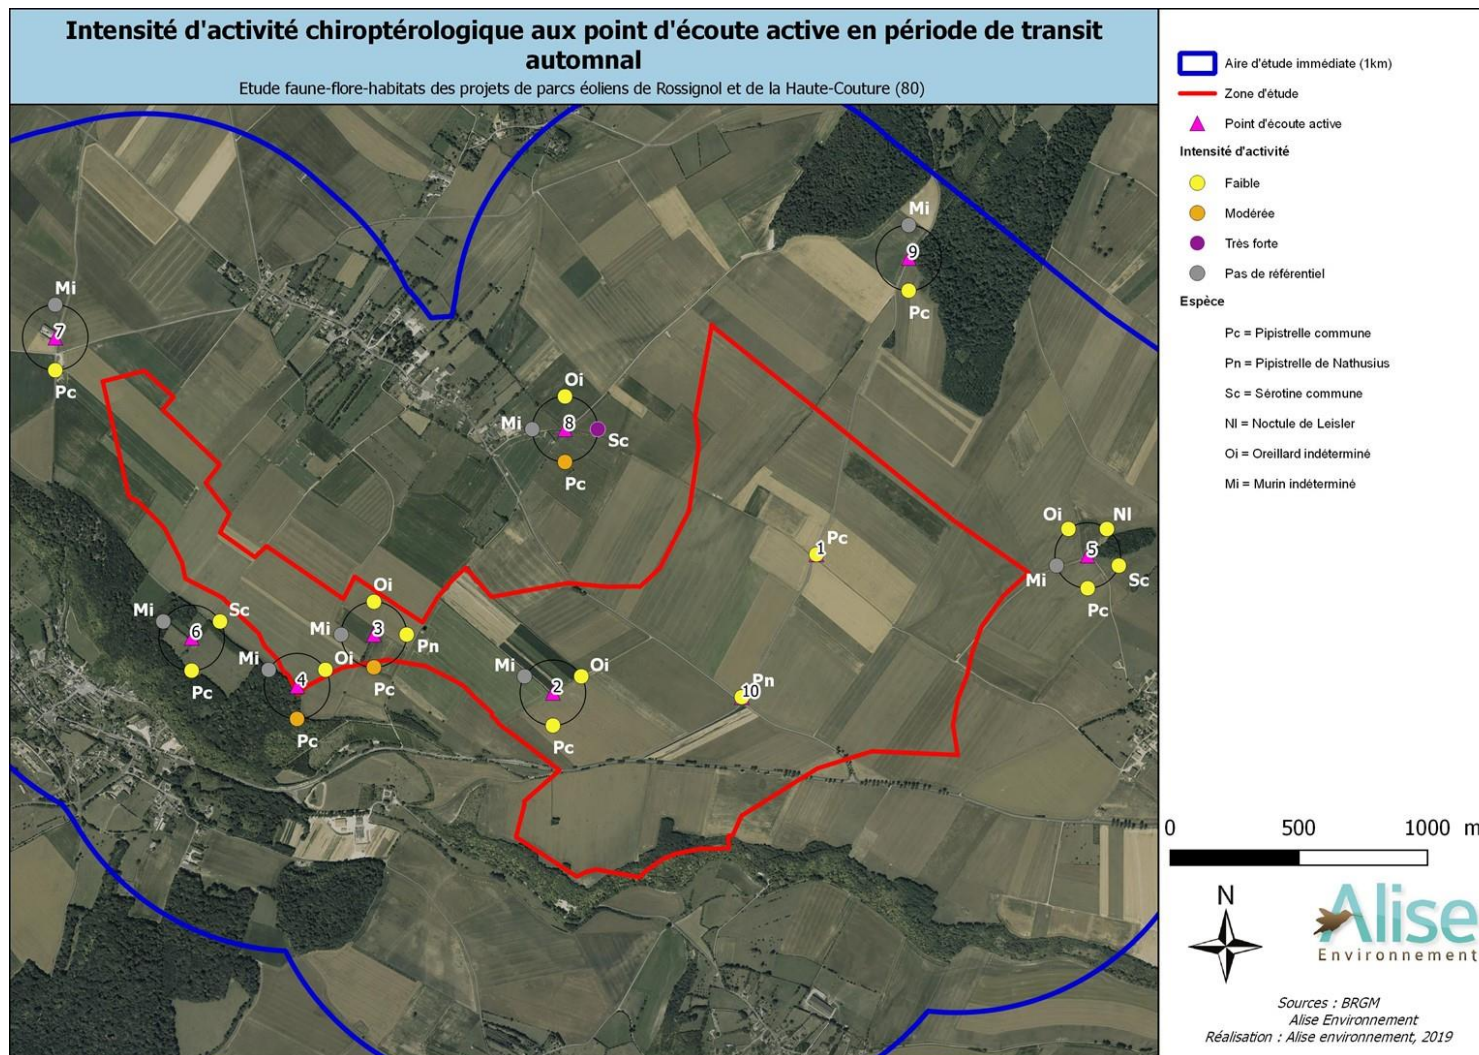 Intensité d'activité chiroptérologique aux point d'écoute active en période de transit
automnal
Etude faune-flore-habitats des projets de parcs éoliens de Rossignol et de la Haute-Couture (80)
Mi
9
Pc
Mi
7
Pc
Oi
Mi
8
Sc
Pc
Pc
1
Oi
Nl
5
Mi
Sc
Pc
Mi
Sc
6
Pc
Oi
Mi
3
Pn
Pc
Mi
Oi
4
Pc
Mi
Oi
2
Pc
Pn
10
Aire d'étude immédiate (1km)
Zone d'étude
Point d'écoute active
Intensité d'activité
Faible
Modérée
Très forte
Pas de référentiel
Espèce
Pc = Pipistrelle commune
Pn = Pipistrelle de Nathusius
Sc = Sérotine commune
Nl = Noctule de Leisler
Oi = Oreillard indéterminé
Mi = Murin indéterminé
0 500 1000 m
N
Alise
Environnement
Sources : BRGM
Alise Environnement
Réalisation : Alise environnement, 2019